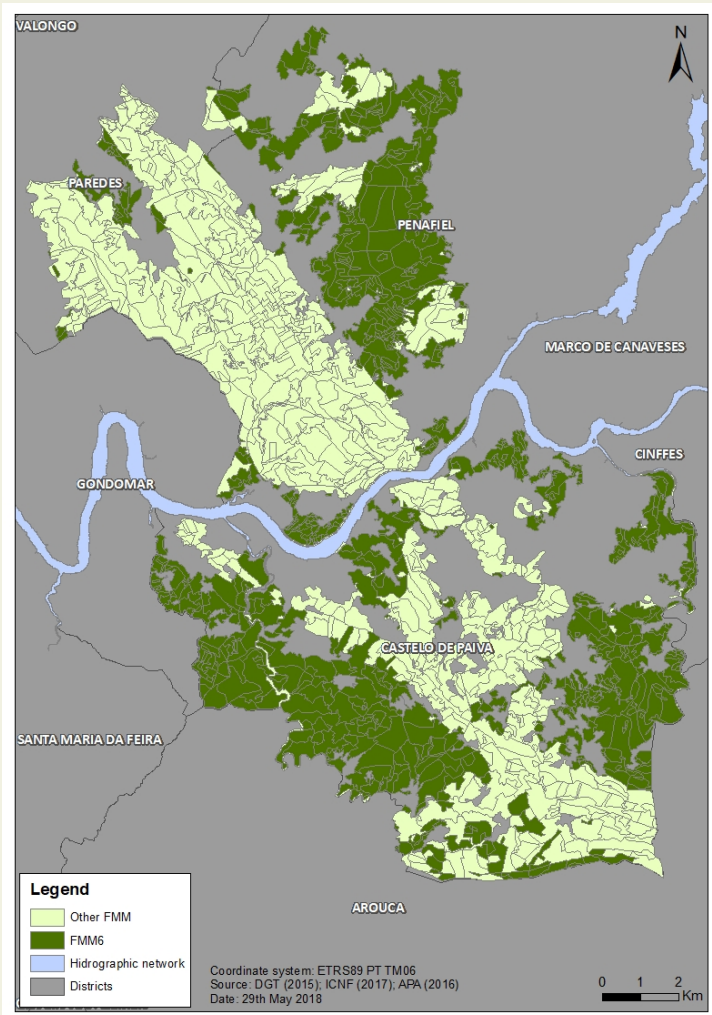 VALONGO
N
PAREDES
PENAFIEL
MARCO DE CANAVESES
CINFFES
GONDOMAR
CASTELO DE PAIVA
SANTA MARIA DA FEIRA
AROUCA
Legend
Other FMM
FMM6
Hidrographic network
Districts
Coordinate system: ETRS89 PT TM06
Source: DGT (2015); ICNF (2017); APA (2016)
Date: 29th May 2018
0 1 2
Km